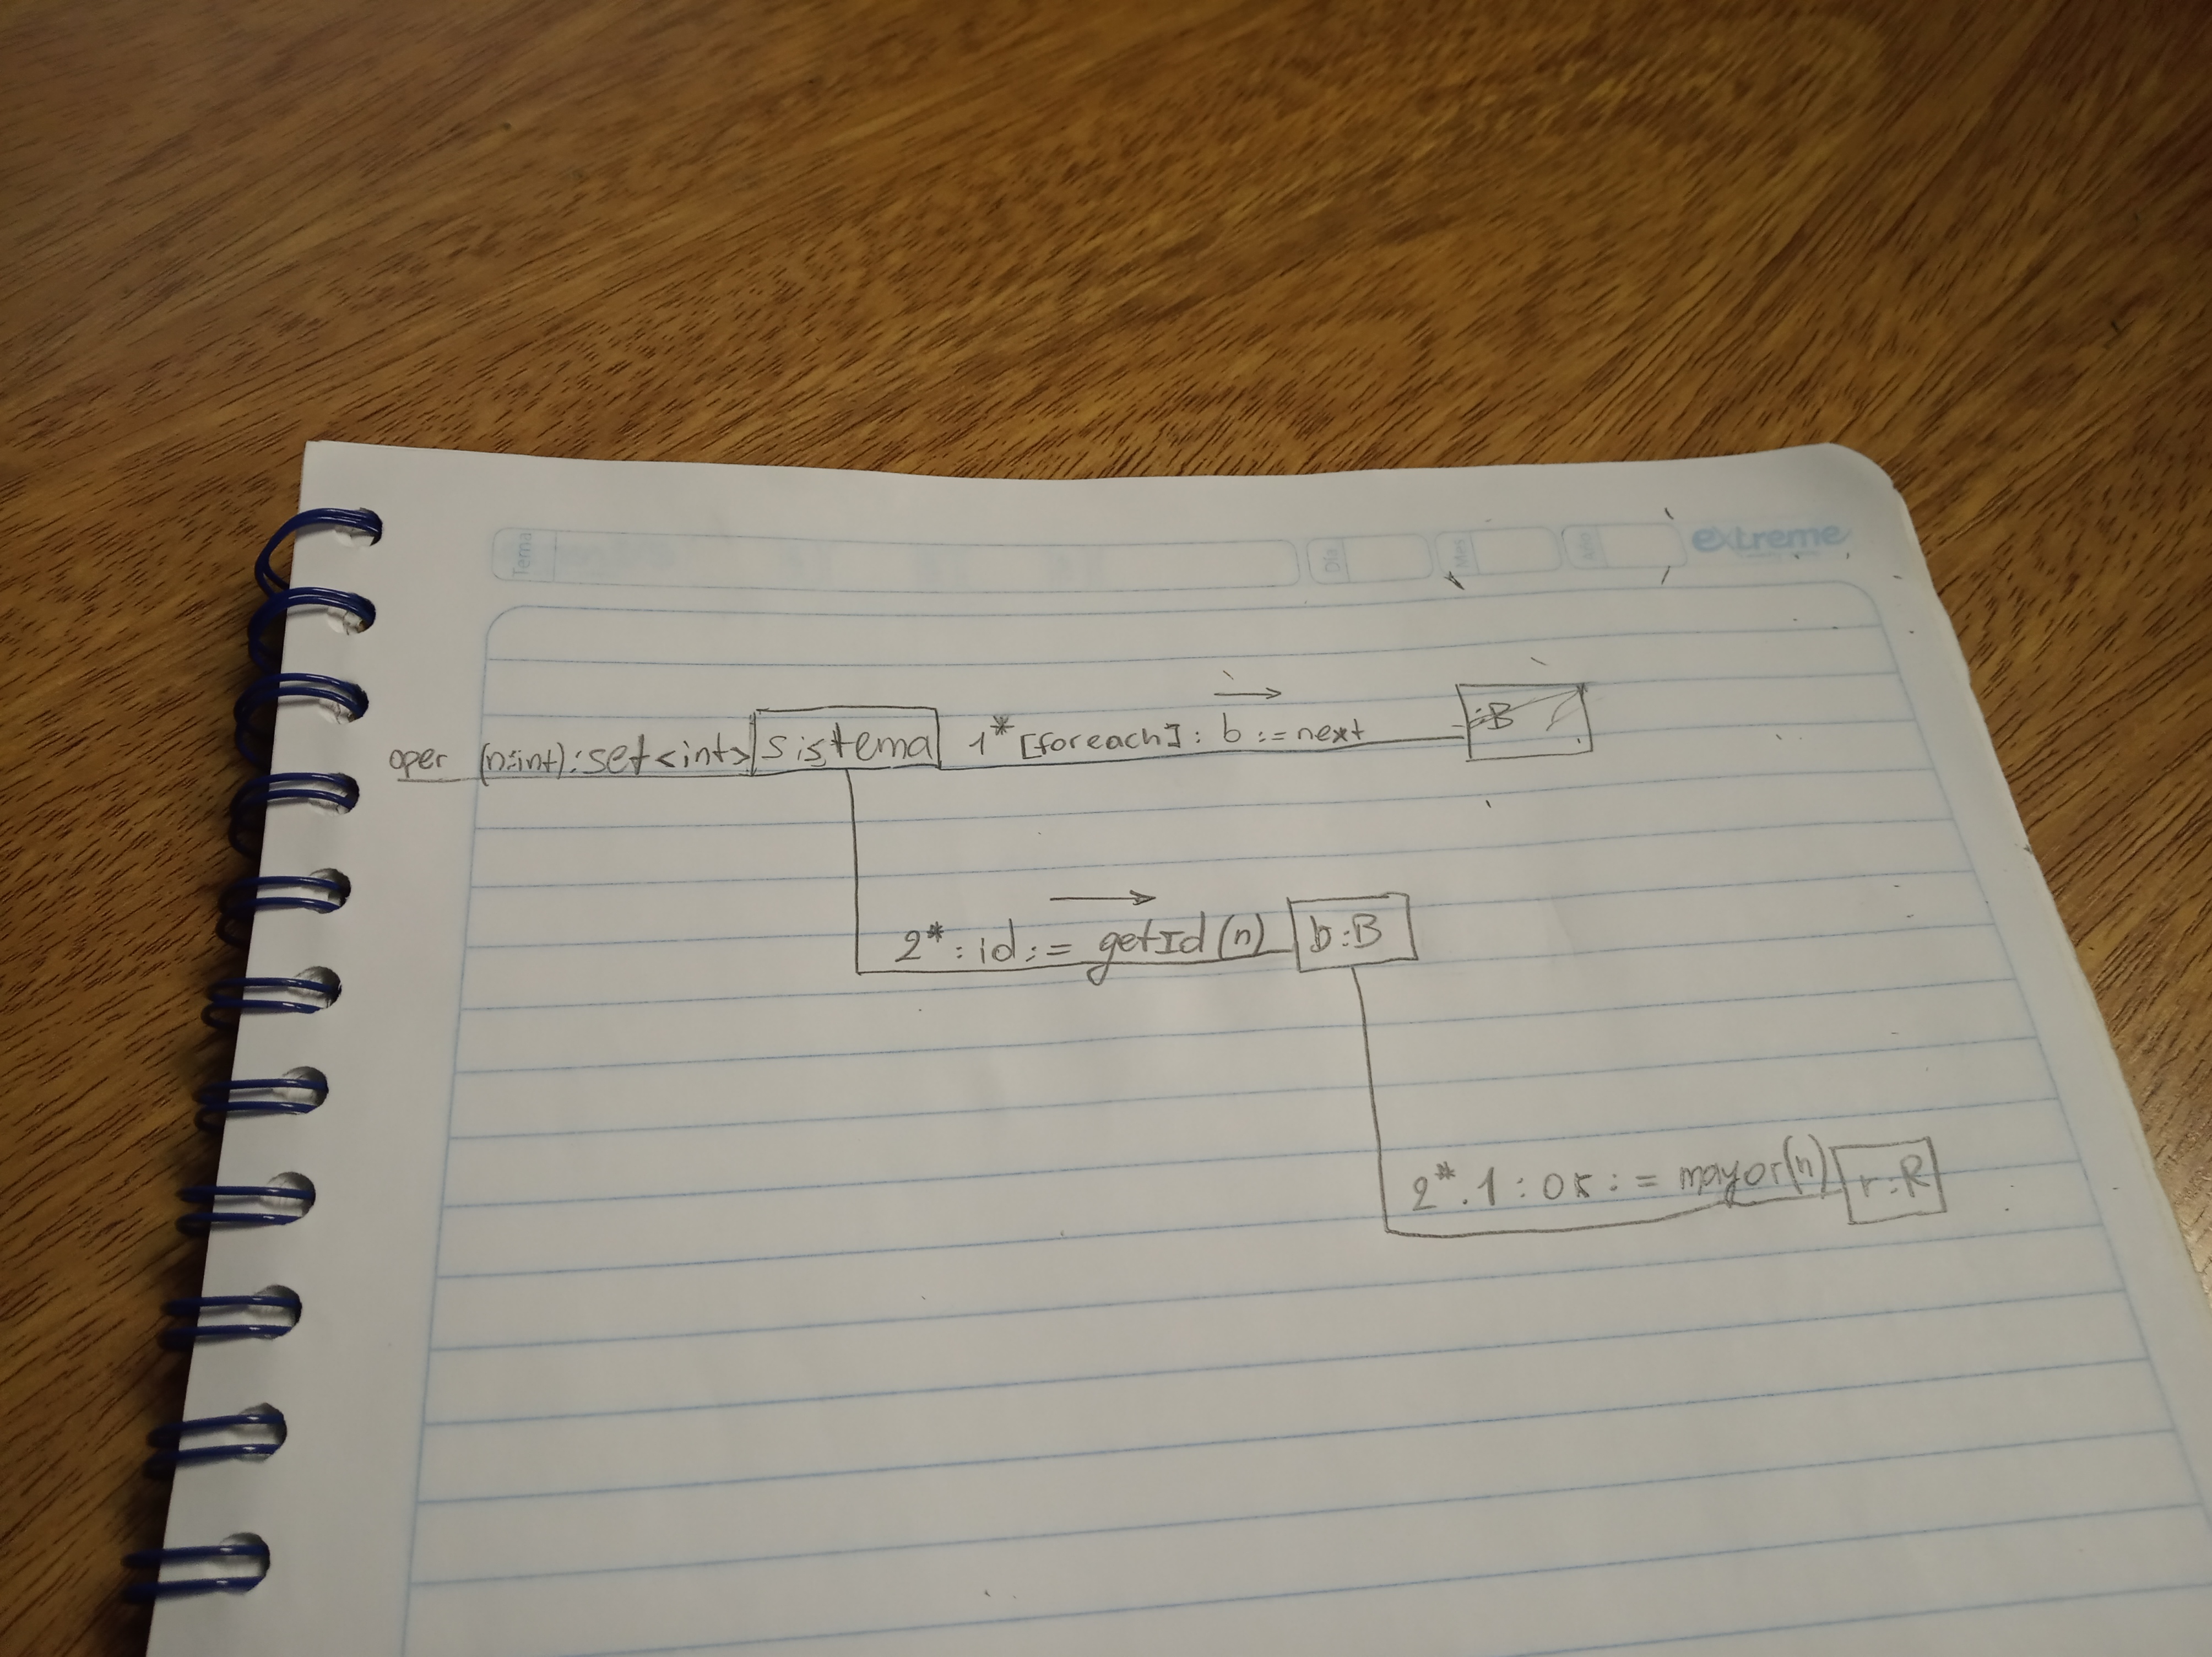 Tema Día Mes Año extreme
oper (n:int):set<int> sistema 1*[foreach]: b:=next :B
2*:id:= getId(n) b:B
2*.1:ok:= mayor(n) r:R